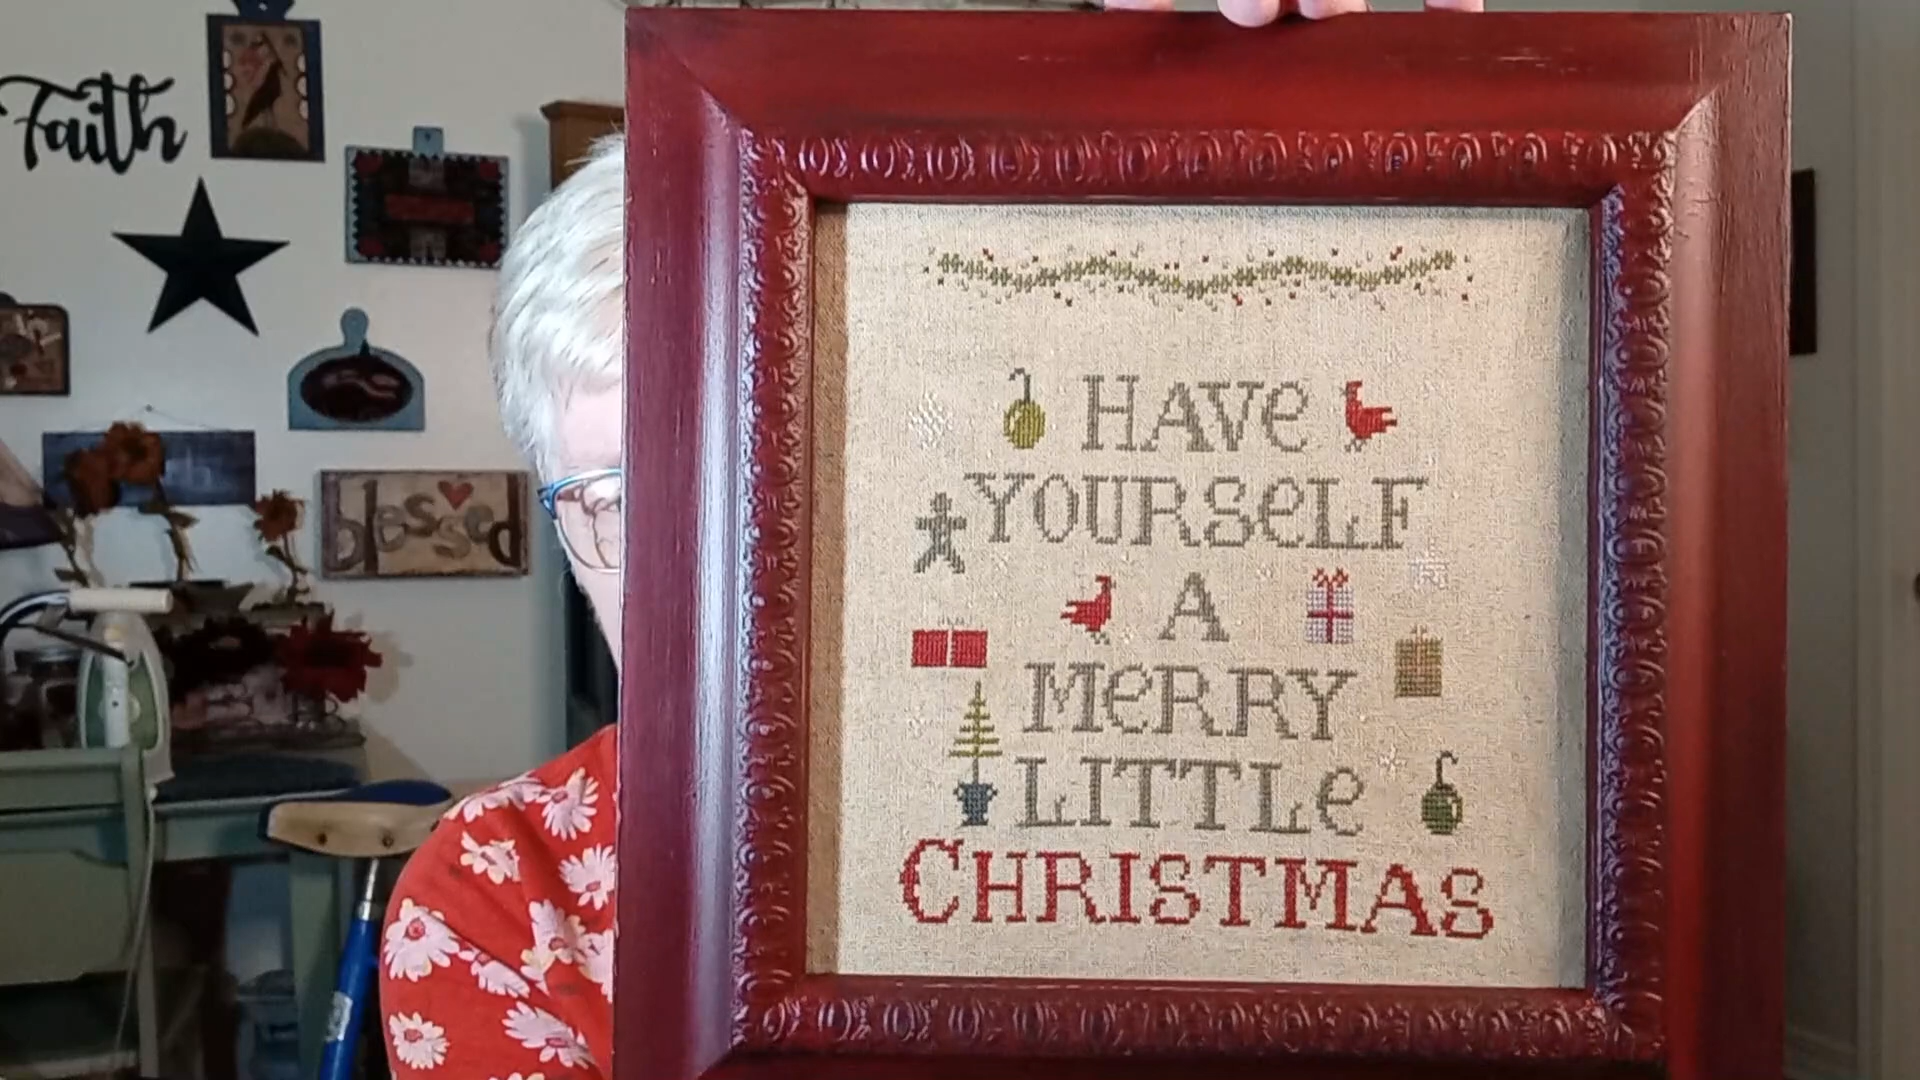 Faith
blessed
HAVe
YOURSeLF
A
MeRRY
LITTLe
CHRISTMAS